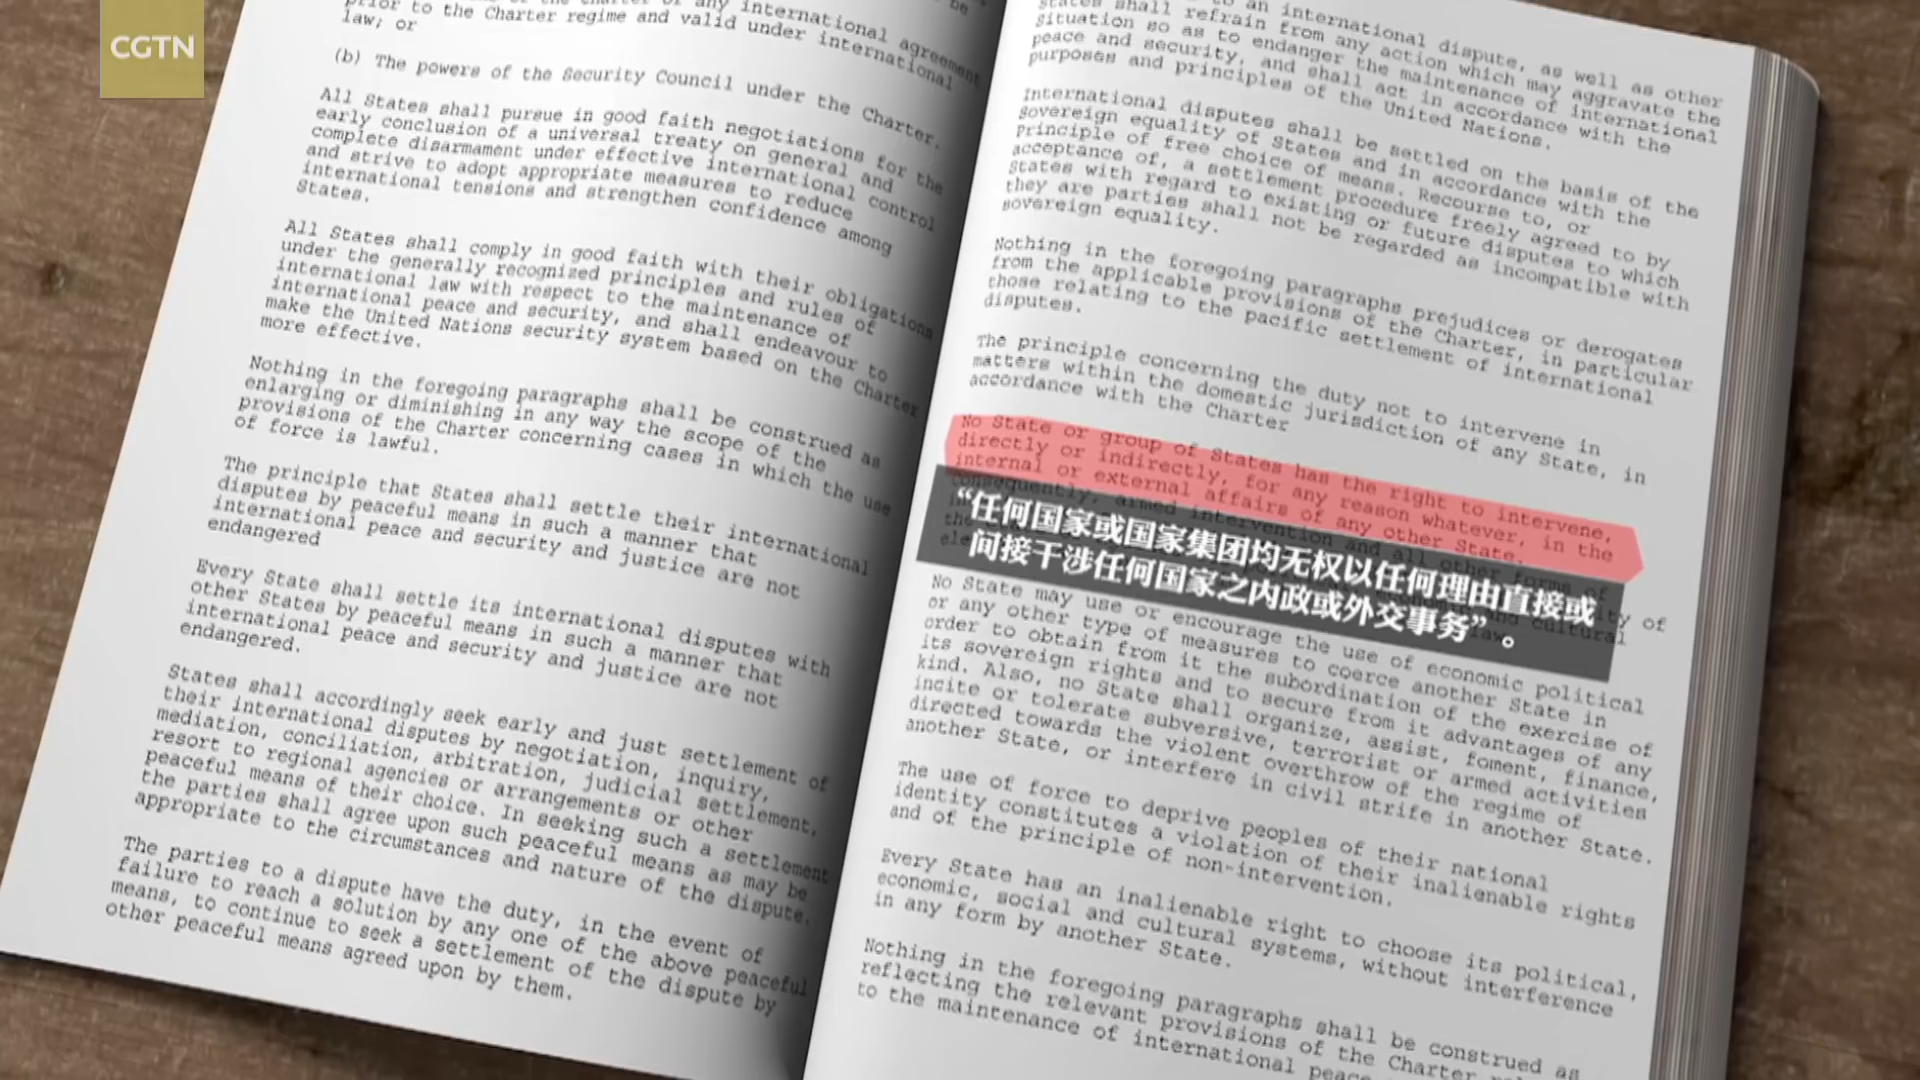 CGTN
prior to the Charter regime and valid under international
law; or
(b) The powers of the Security Council under the Charter.
All States shall pursue in good faith negotiations for the
early conclusion of a universal treaty on general and
complete disarmament under effective international control
and strive to adopt appropriate measures to reduce
international tensions and strengthen confidence among
States.
All States shall comply in good faith with their obligations
under the generally recognized principles and rules of
international law with respect to the maintenance of
international peace and security, and shall endeavour to
make the United Nations security system based on the Charter
more effective.
Nothing in the foregoing paragraphs shall be construed as
enlarging or diminishing in any way the scope of the
provisions of the Charter concerning cases in which the use
of force is lawful.
The principle that States shall settle their international
disputes by peaceful means in such a manner that
international peace and security and justice are not
endangered
Every State shall settle its international disputes with
other States by peaceful means in such a manner that
international peace and security and justice are not
endangered.
States shall accordingly seek early and just settlement of
their international disputes by negotiation, inquiry,
mediation, conciliation, arbitration, judicial settlement,
resort to regional agencies or arrangements or other
peaceful means of their choice. In seeking such a settlement
the parties shall agree upon such peaceful means as may be
appropriate to the circumstances and nature of the dispute.
The parties to a dispute have the duty, in the event of
failure to reach a solution by any one of the above peaceful
means, to continue to seek a settlement of the dispute by
other peaceful means agreed upon by them.
to an international dispute, as well as other
States shall refrain from any action which may aggravate the
situation so as to endanger the maintenance of international
peace and security, and shall act in accordance with the
purposes and principles of the United Nations.
International disputes shall be settled on the basis of the
sovereign equality of States and in accordance with the
Principle of free choice of means. Recourse to, or
acceptance of, a settlement procedure freely agreed to by
States with regard to existing or future disputes to which
they are parties shall not be regarded as incompatible with
sovereign equality.
Nothing in the foregoing paragraphs prejudices or derogates
from the applicable provisions of the Charter, in particular
those relating to the pacific settlement of international
disputes.
The principle concerning the duty not to intervene in
matters within the domestic jurisdiction of any State, in
accordance with the Charter
No State or group of States has the right to intervene,
directly or indirectly, for any reason whatever, in the
internal or external affairs of any other State.
consequently, armed intervention and all other forms of
“任何国家或国家集团均无权以任何理由直接或
间接干涉任何国家之内政或外交事务”。
No State may use or encourage the use of economic political
or any other type of measures to coerce another State in
order to obtain from it the subordination of the exercise of
its sovereign rights and to secure from it advantages of any
kind. Also, no State shall organize, assist, foment, finance,
incite or tolerate subversive, terrorist or armed activities
directed towards the violent overthrow of the regime of
another State, or interfere in civil strife in another State.
The use of force to deprive peoples of their national
identity constitutes a violation of their inalienable rights
and of the principle of non-intervention.
Every State has an inalienable right to choose its political,
economic, social and cultural systems, without interference
in any form by another State.
Nothing in the foregoing paragraphs shall be construed as
reflecting the relevant provisions of the Charter
to the maintenance of international peace